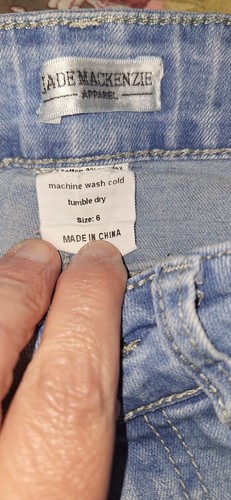 JADE MACKENZIE
APPAREL
machine wash cold
tumble dry
Size: 6
MADE IN CHINA